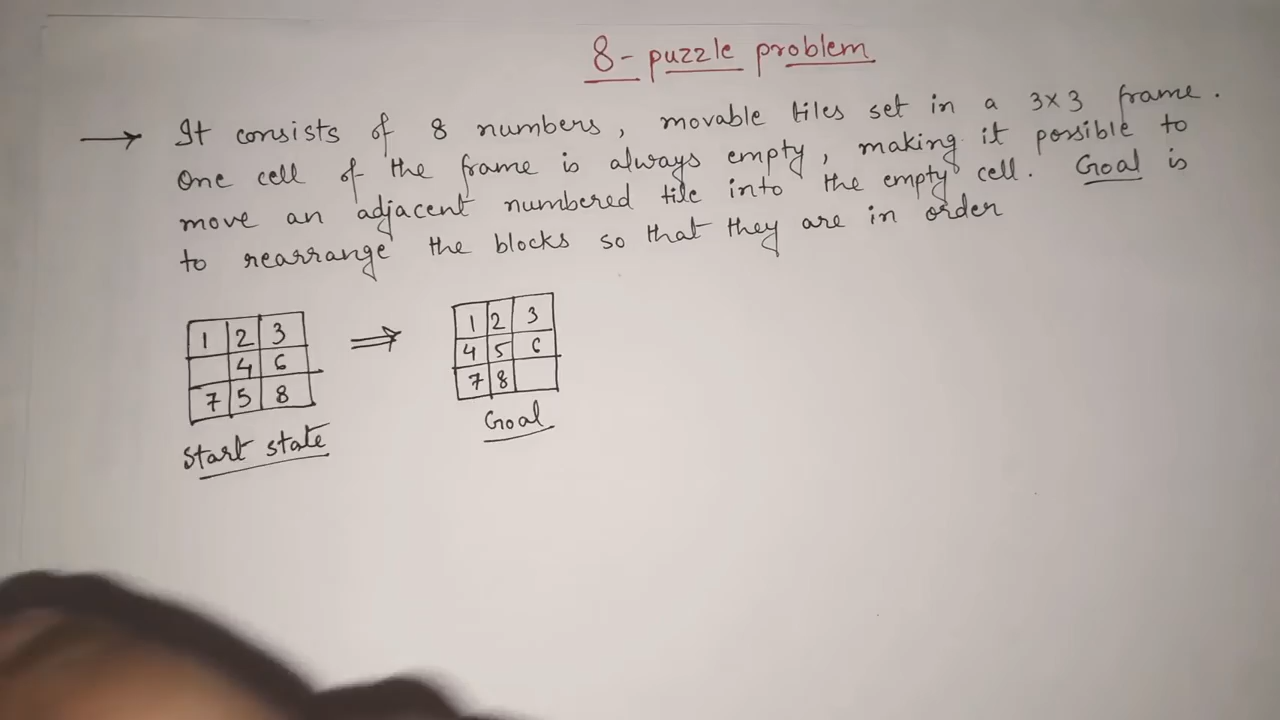 8- puzzle problem
→ It consists of 8 numbers, movable tiles set in a 3x3 frame.
One cell of the frame is always empty, making it possible to
move an adjacent numbered tile into the empty cell. Goal is
to rearrange the blocks so that they are in order
1 2 3
4 6
7 5 8
Start state
⇒
1 2 3
4 5 6
7 8
Goal